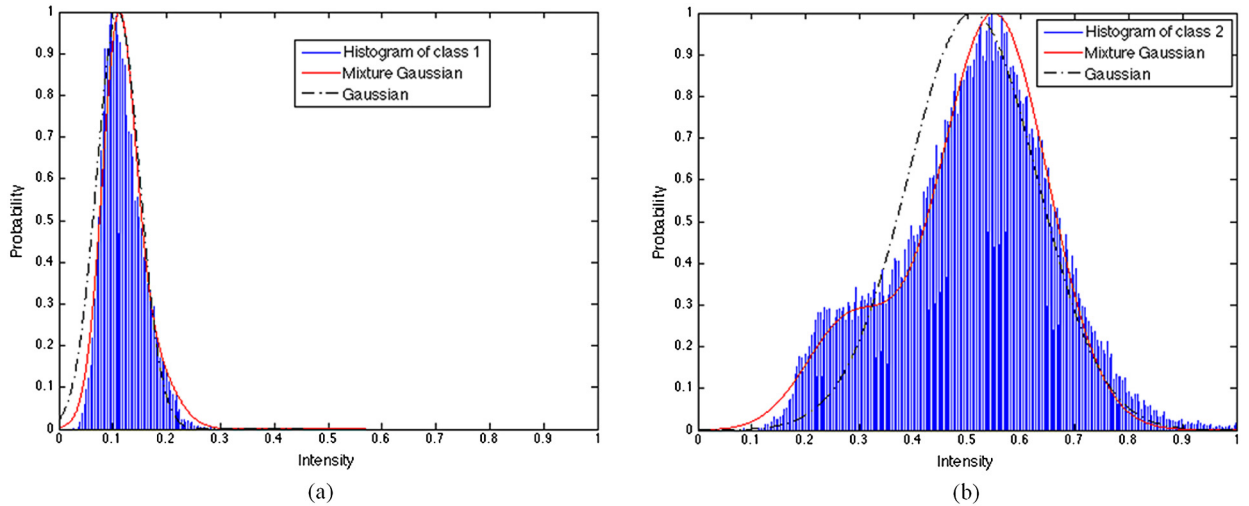 1
0.9
0.8
0.7
0.6
0.5
0.4
0.3
0.2
0.1
0
Probability
Histogram of class 1
Mixture Gaussian
Gaussian
0 0.1 0.2 0.3 0.4 0.5 0.6 0.7 0.8 0.9 1
Intensity
(a)
1
0.9
0.8
0.7
0.6
0.5
0.4
0.3
0.2
0.1
0
Probability
Histogram of class 2
Mixture Gaussian
Gaussian
0 0.1 0.2 0.3 0.4 0.5 0.6 0.7 0.8 0.9 1
Intensity
(b)